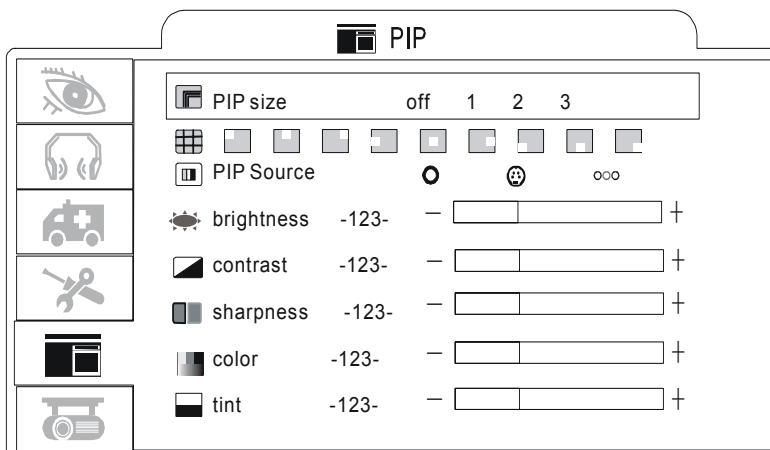 PIP
PIP size off 1 2 3
PIP Source
brightness -123- — +
contrast -123- — +
sharpness -123- — +
color -123- — +
tint -123- — +